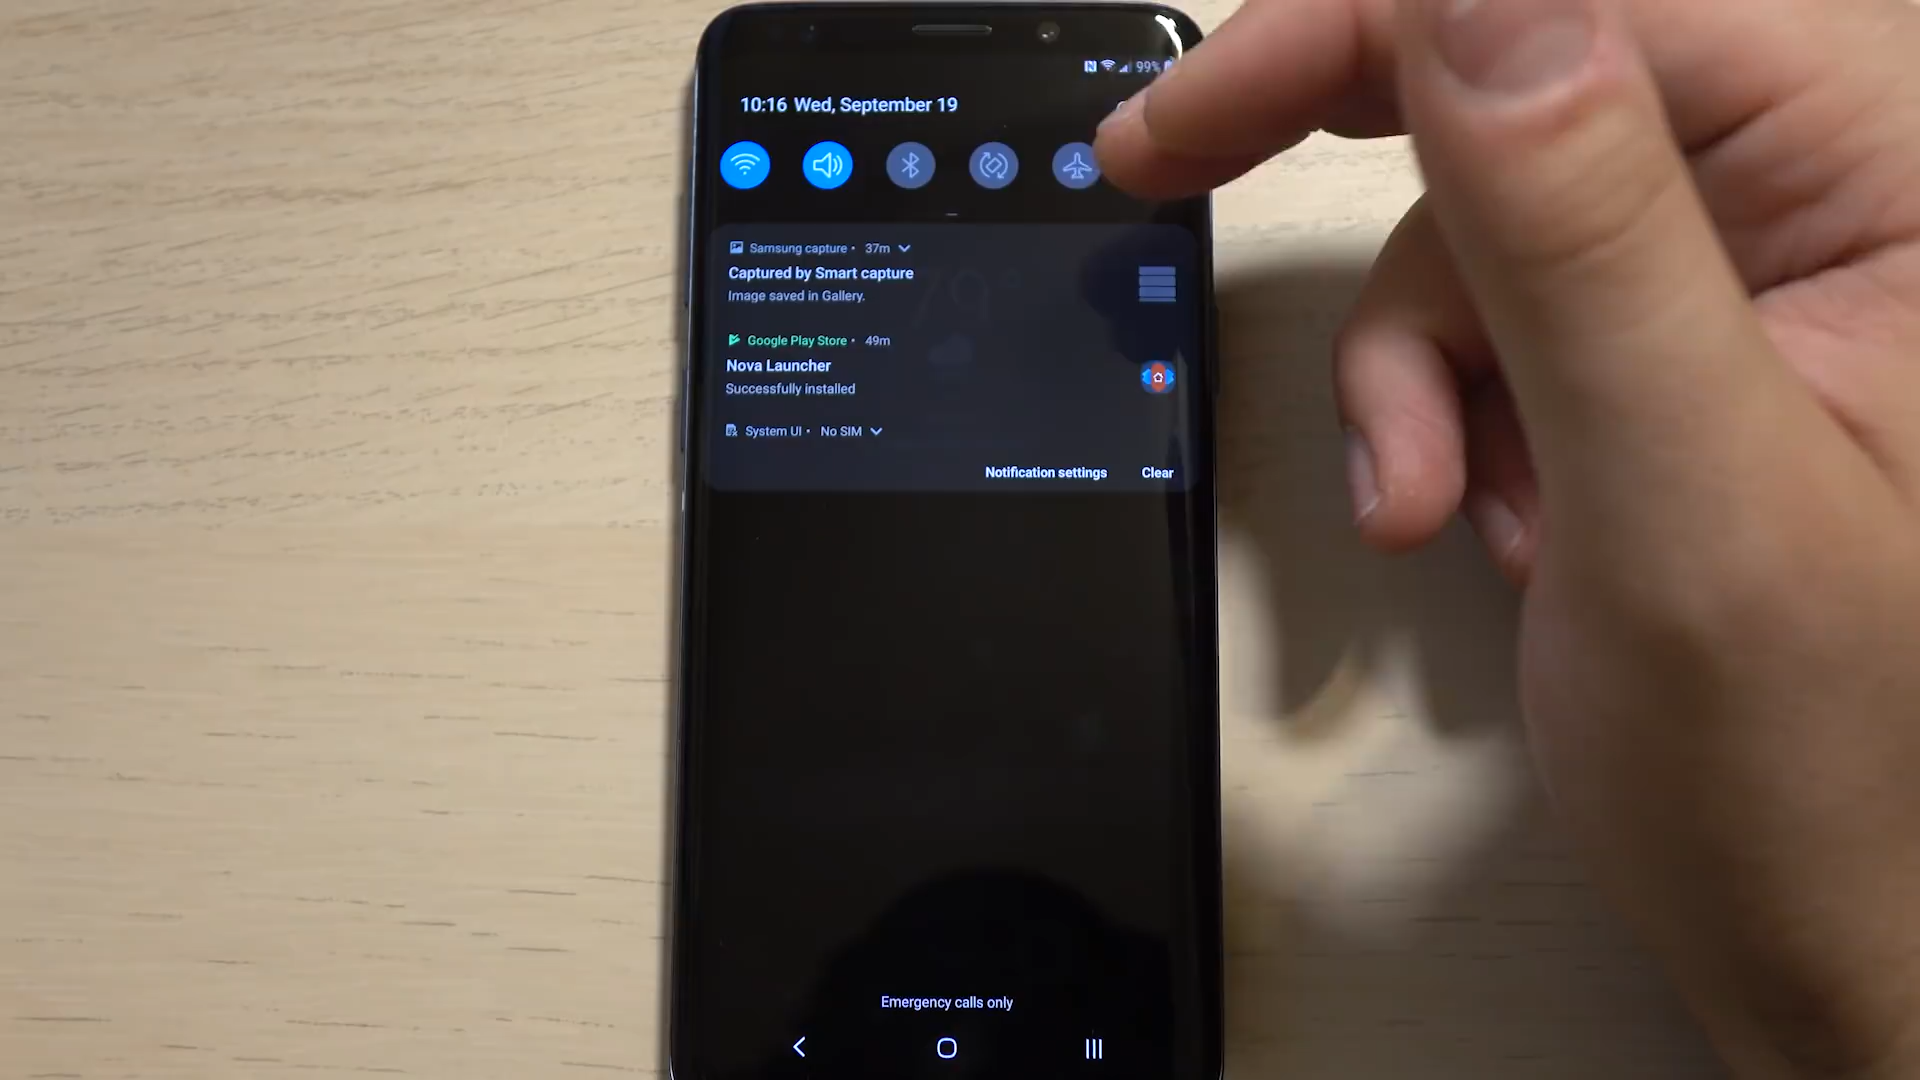 99%
10:16 Wed, September 19
Samsung capture • 37m
Captured by Smart capture
Image saved in Gallery.
Google Play Store • 49m
Nova Launcher
Successfully installed
System UI • No SIM
Notification settings Clear
Emergency calls only